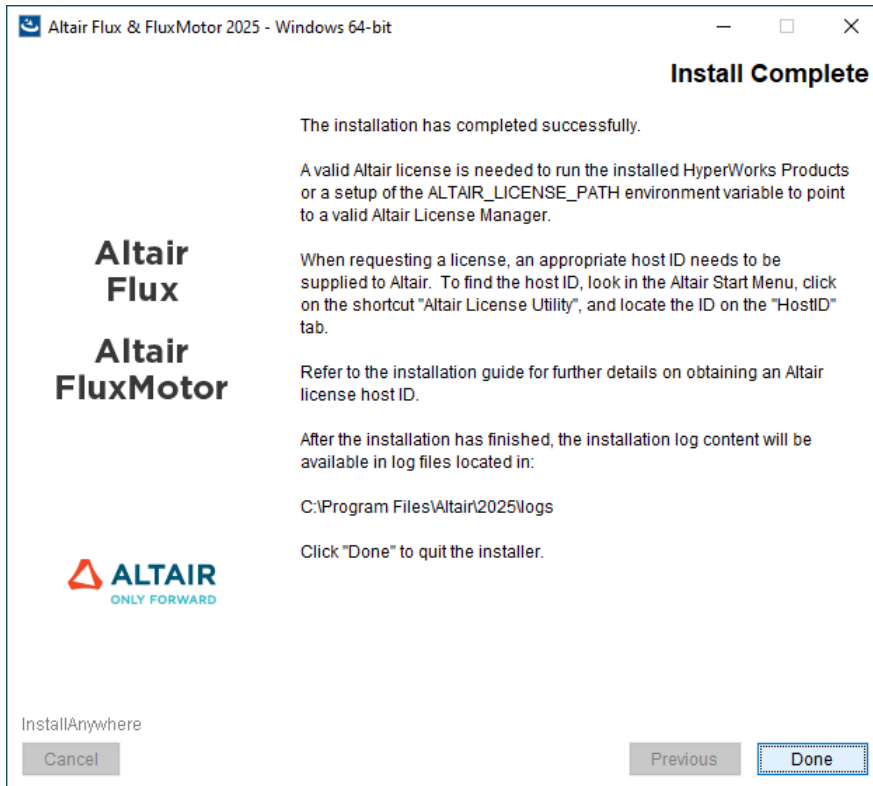 Altair Flux & FluxMotor 2025 - Windows 64-bit
Install Complete
The installation has completed successfully.
A valid Altair license is needed to run the installed HyperWorks Products
or a setup of the ALTAIR_LICENSE_PATH environment variable to point
to a valid Altair License Manager.
When requesting a license, an appropriate host ID needs to be
supplied to Altair.  To find the host ID, look in the Altair Start Menu, click
on the shortcut "Altair License Utility", and locate the ID on the "HostID"
tab.
Refer to the installation guide for further details on obtaining an Altair
license host ID.
After the installation has finished, the installation log content will be
available in log files located in:
C:\Program Files\Altair\2025\logs
Click "Done" to quit the installer.
Altair
Flux
Altair
FluxMotor
ALTAIR
ONLY FORWARD
InstallAnywhere
Cancel
Previous
Done